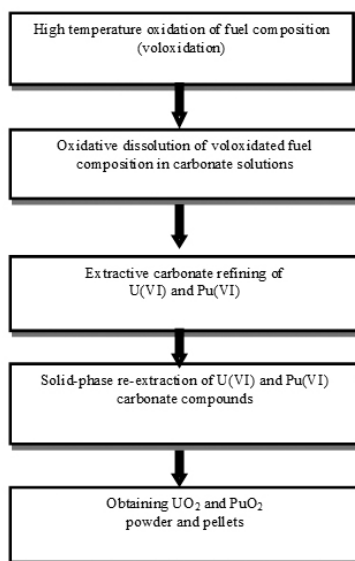 High temperature oxidation of fuel composition
(voloxidation)
Oxidative dissolution of voloxidated fuel
composition in carbonate solutions
Extractive carbonate refining of
U(VI) and Pu(VI)
Solid-phase re-extraction of U(VI) and Pu(VI)
carbonate compounds
Obtaining UO₂ and PuO₂
powder and pellets